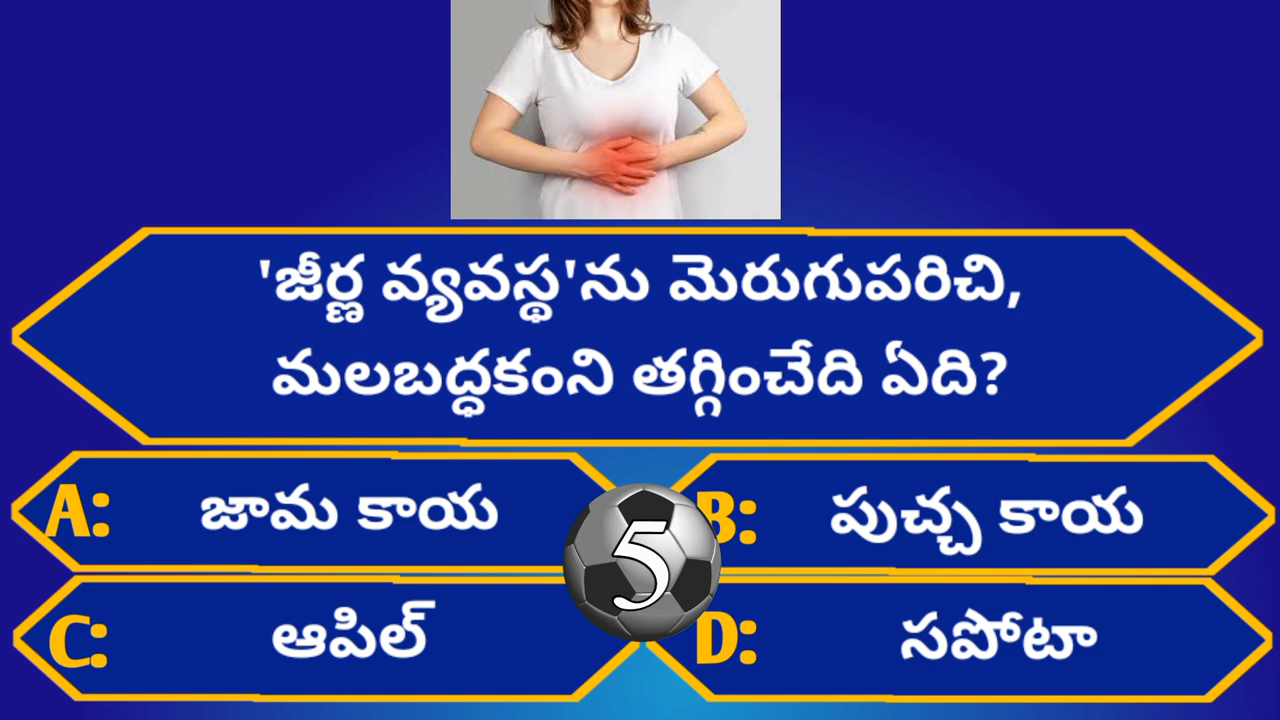 'జీర్ణ వ్యవస్థ'ను మెరుగుపరిచి,
మలబద్ధకంని తగ్గించేది ఏది?
A: జామ కాయ
B: పుచ్చ కాయ
5
C: ఆపిల్
D: సపోటా